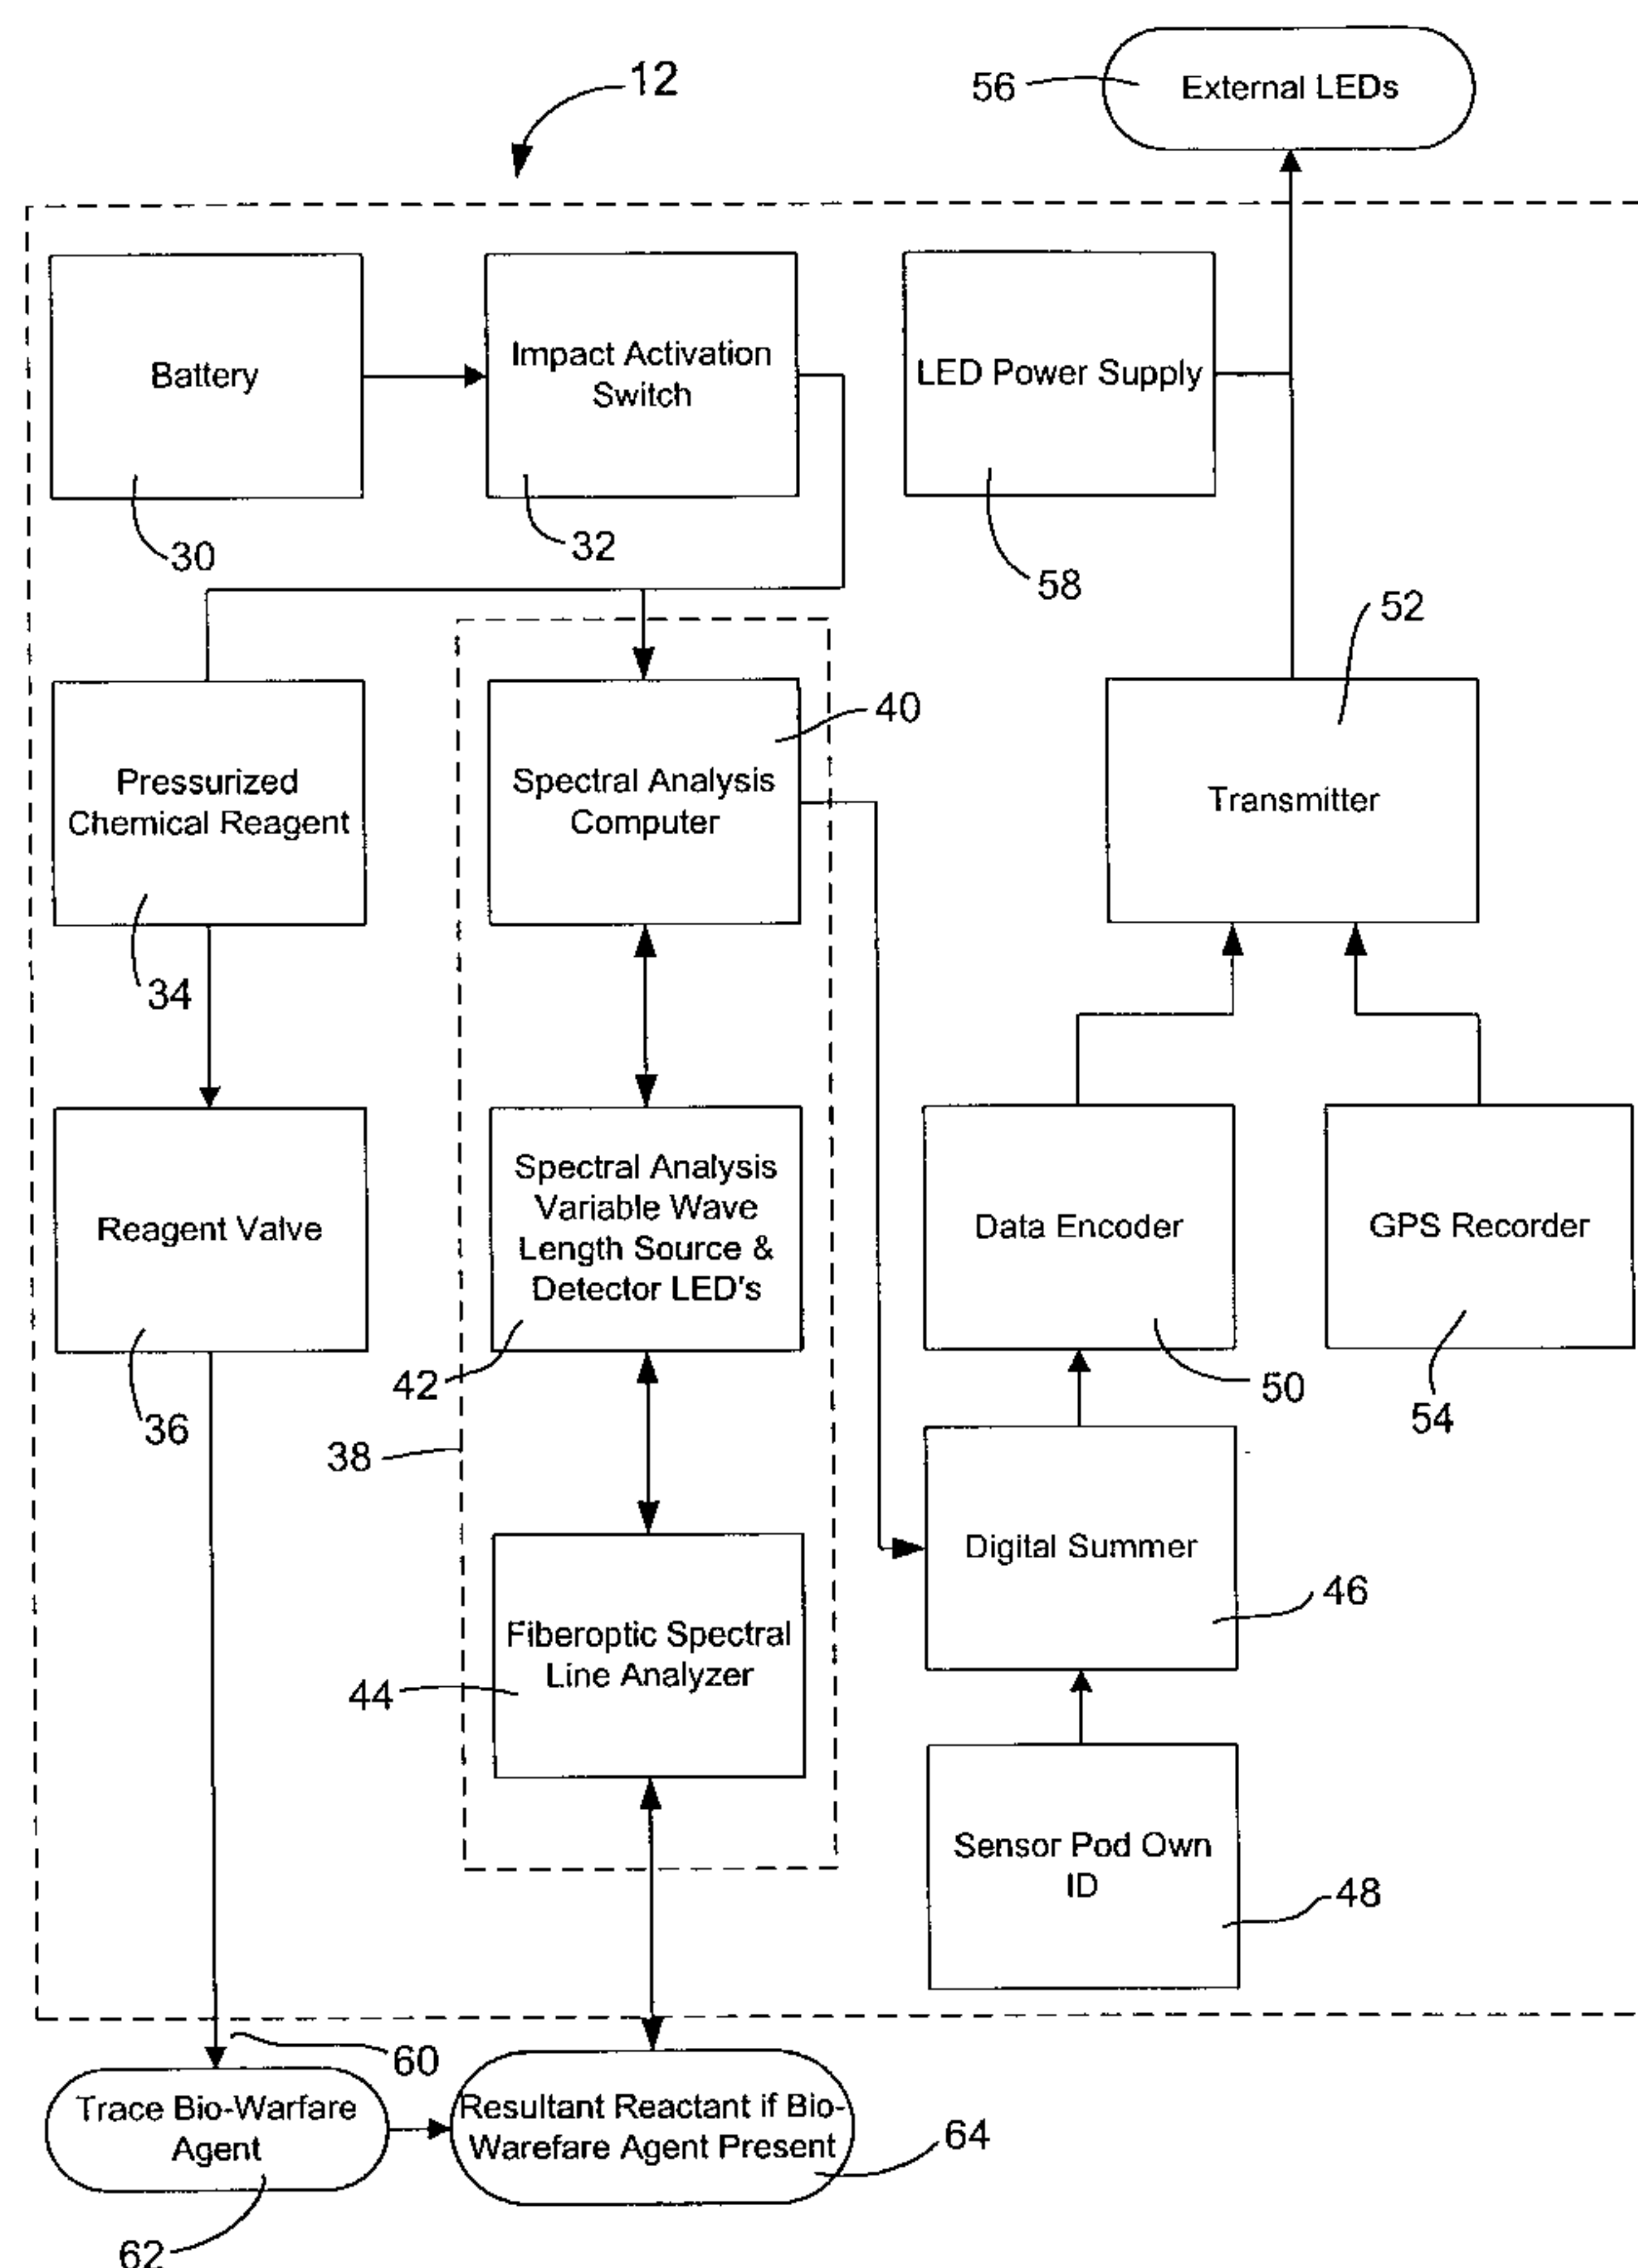 12
56
External LEDs
Battery
30
Impact Activation
Switch
32
LED Power Supply
58
52
Pressurized
Chemical Reagent
34
Spectral Analysis
Computer
40
Transmitter
Reagent Valve
36
Spectral Analysis
Variable Wave
Length Source &
Detector LED's
42
38
Data Encoder
50
GPS Recorder
54
Fiberoptic Spectral
Line Analyzer
44
Digital Summer
46
Sensor Pod Own
ID
48
60
Trace Bio-Warfare
Agent
62
Resultant Reactant if Bio-
Warefare Agent Present
64